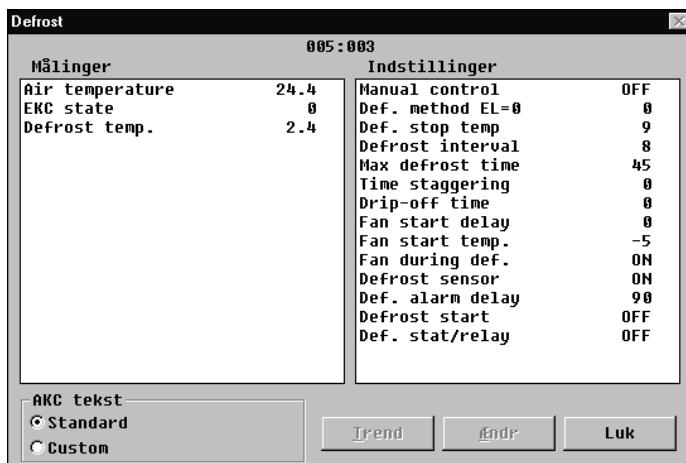 Defrost
005:003
Målinger Indstillinger
Air temperature 24.4
EKC state 0
Defrost temp. 2.4
Manual control OFF
Def. method EL=0 0
Def. stop temp 9
Defrost interval 8
Max defrost time 45
Time staggering 0
Drip-off time 0
Fan start delay 0
Fan start temp. -5
Fan during def. ON
Defrost sensor ON
Def. alarm delay 90
Defrost start OFF
Def. stat/relay OFF
AKC tekst
Standard
Custom
Trend Ændr Luk